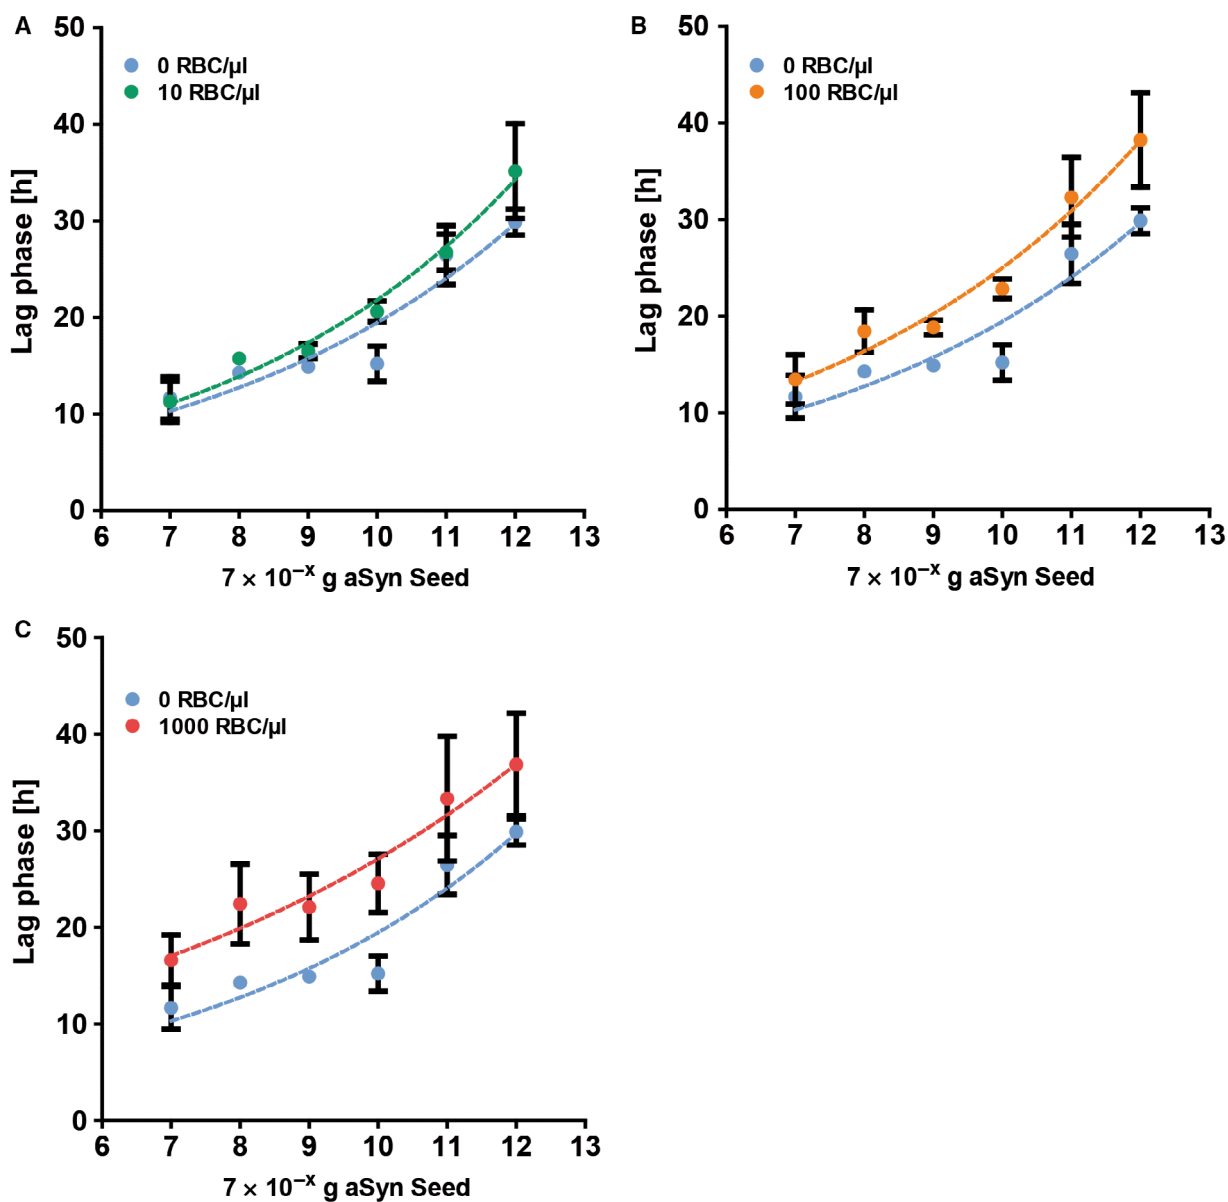 A
50
40
30
20
10
0
Lag phase [h]
0 RBC/µl
10 RBC/µl
6 7 8 9 10 11 12 13
7 × 10⁻ˣ g aSyn Seed
B
50
40
30
20
10
0
Lag phase [h]
0 RBC/µl
100 RBC/µl
6 7 8 9 10 11 12 13
7 × 10⁻ˣ g aSyn Seed
C
50
40
30
20
10
0
Lag phase [h]
0 RBC/µl
1000 RBC/µl
6 7 8 9 10 11 12 13
7 × 10⁻ˣ g aSyn Seed